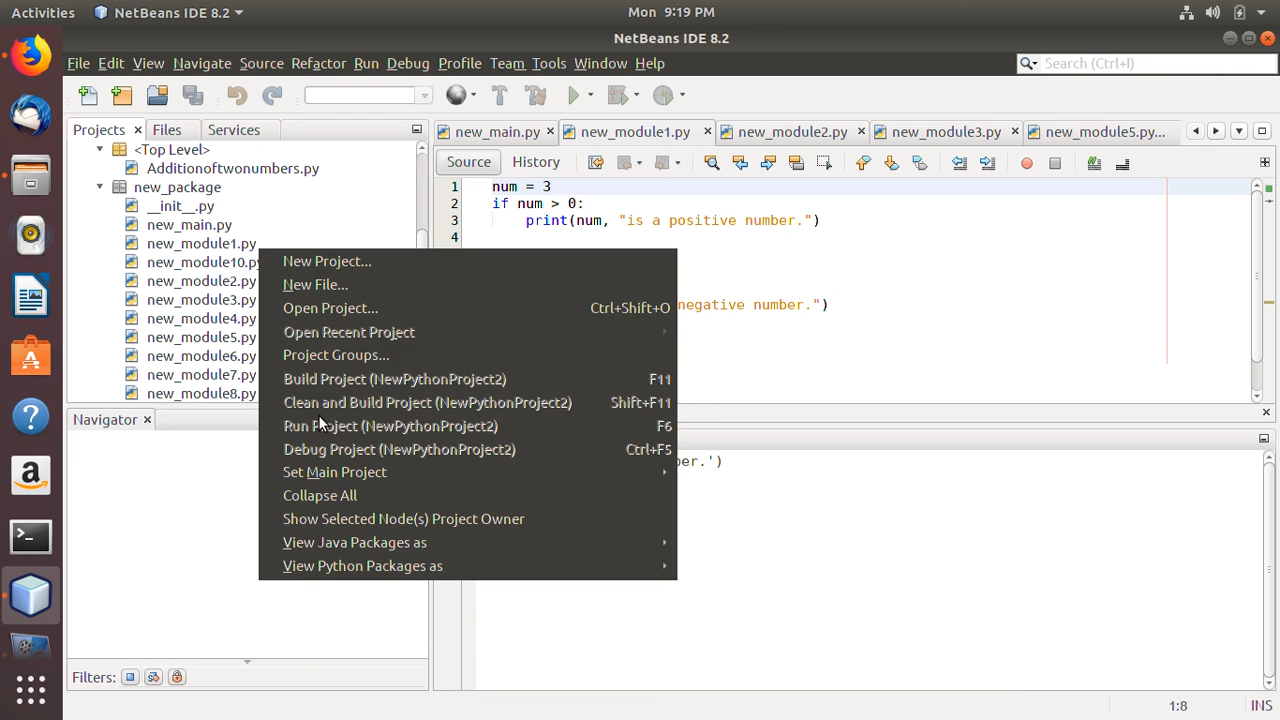 Activities
NetBeans IDE 8.2
Mon 9:19 PM
NetBeans IDE 8.2
File Edit View Navigate Source Refactor Run Debug Profile Team Tools Window Help
Search (Ctrl+I)
Projects
Files
Services
new_main.py
new_module1.py
new_module2.py
new_module3.py
new_module5.py...
<Top Level>
Additionoftwonumbers.py
new_package
__init__.py
new_main.py
new_module1.py
new_module10.py
new_module2.py
new_module3.py
new_module4.py
new_module5.py
new_module6.py
new_module7.py
new_module8.py
Source
History
1 num = 3
2 if num > 0:
3 print(num, "is a positive number.")
4
negative number.")
New Project...
New File...
Open Project... Ctrl+Shift+O
Open Recent Project
Project Groups...
Build Project (NewPythonProject2) F11
Clean and Build Project (NewPythonProject2) Shift+F11
Run Project (NewPythonProject2) F6
Debug Project (NewPythonProject2) Ctrl+F5
Set Main Project
Collapse All
Show Selected Node(s) Project Owner
View Java Packages as
View Python Packages as
Navigator
ber.')
Filters:
1:8
INS